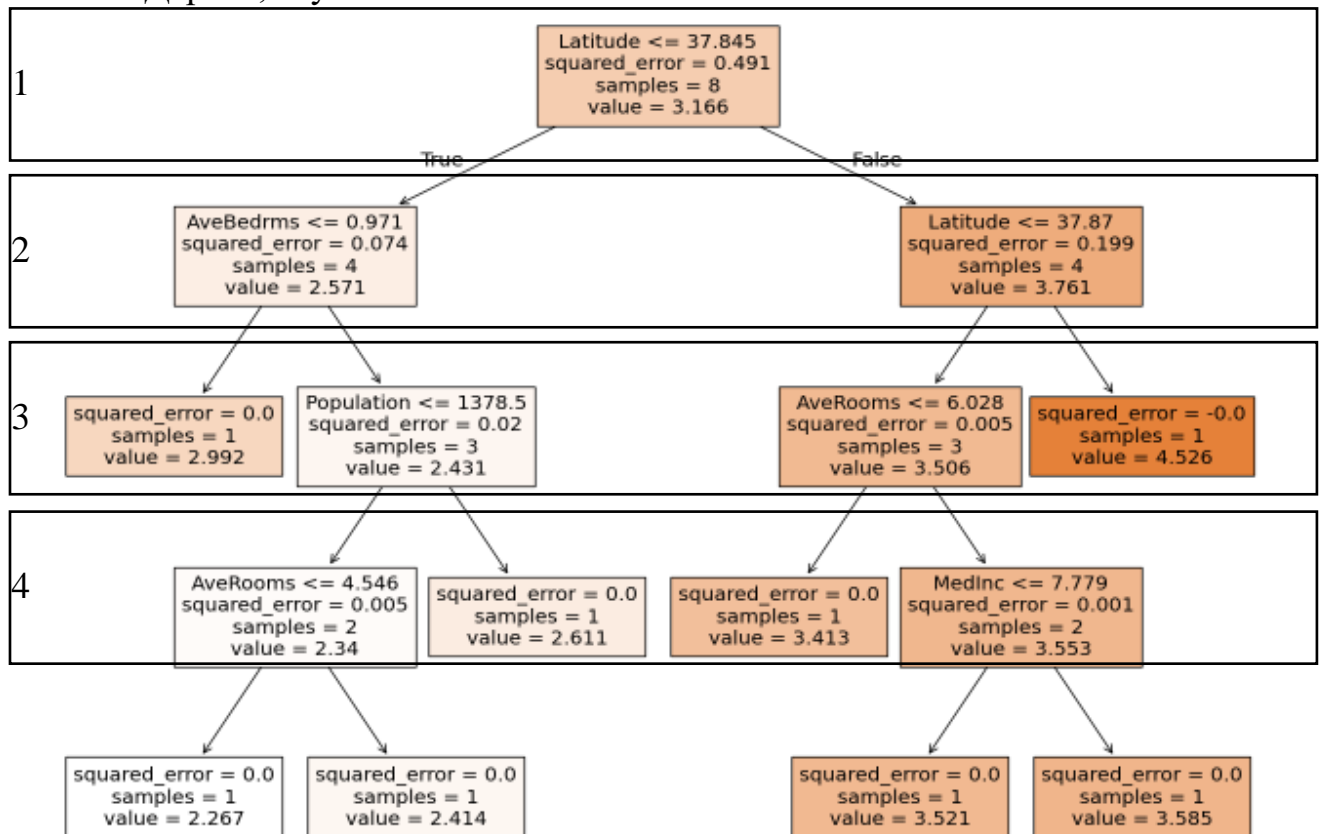 1
Latitude <= 37.845
squared_error = 0.491
samples = 8
value = 3.166
True
False
2
AveBedrms <= 0.971
squared_error = 0.074
samples = 4
value = 2.571
Latitude <= 37.87
squared_error = 0.199
samples = 4
value = 3.761
3
squared_error = 0.0
samples = 1
value = 2.992
Population <= 1378.5
squared_error = 0.02
samples = 3
value = 2.431
AveRooms <= 6.028
squared_error = 0.005
samples = 3
value = 3.506
squared_error = -0.0
samples = 1
value = 4.526
4
AveRooms <= 4.546
squared_error = 0.005
samples = 2
value = 2.34
squared_error = 0.0
samples = 1
value = 2.611
squared_error = 0.0
samples = 1
value = 3.413
MedInc <= 7.779
squared_error = 0.001
samples = 2
value = 3.553
squared_error = 0.0
samples = 1
value = 2.267
squared_error = 0.0
samples = 1
value = 2.414
squared_error = 0.0
samples = 1
value = 3.521
squared_error = 0.0
samples = 1
value = 3.585